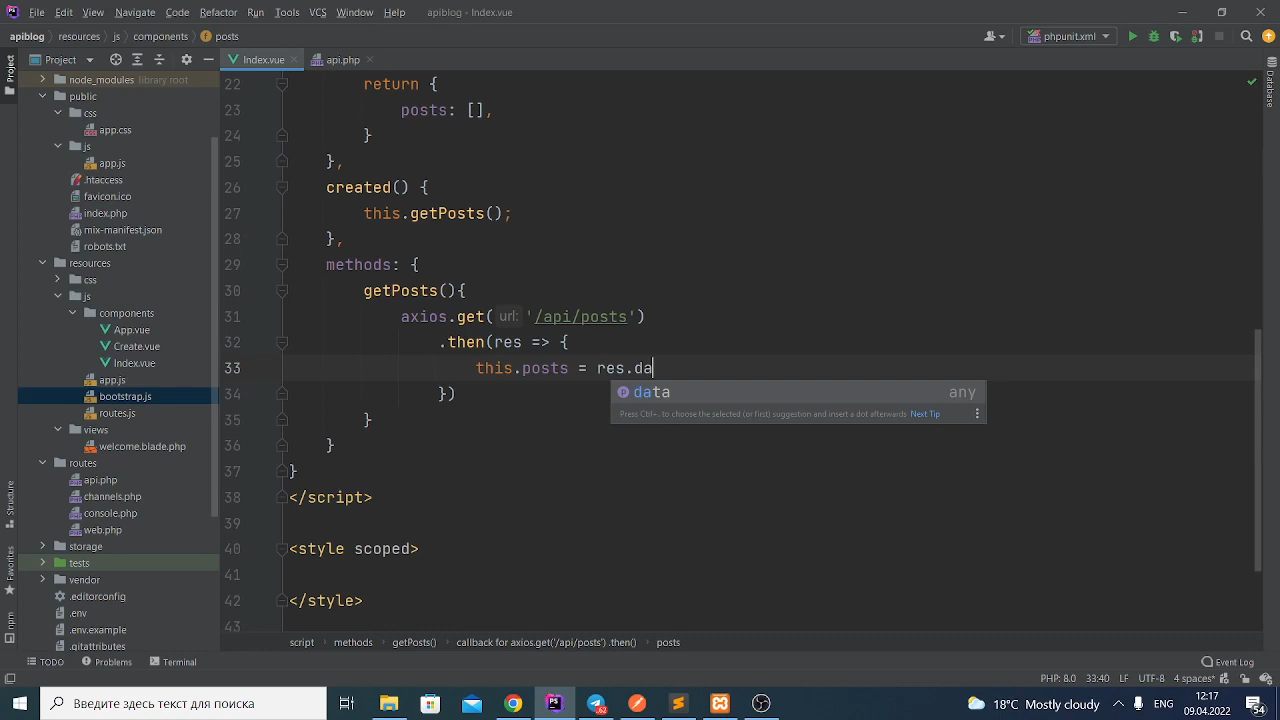 File Edit View Navigate Code Refactor Run Tools VCS Window Help apiblog - Index.vue
apiblog resources js components posts
phpunit.xml
Project
Index.vue
api.php
node_modules library root
public
css
app.css
js
app.js
.htaccess
favicon.ico
index.php
mix-manifest.json
robots.txt
resources
css
js
components
App.vue
Create.vue
Index.vue
app.js
bootstrap.js
routes.js
views
welcome.blade.php
routes
api.php
channels.php
console.php
web.php
storage
tests
vendor
.editorconfig
.env
.env.example
.gitattributes
Project
Structure
Favorites
npm
Database
22 return {
23 posts: [],
24 }
25 },
26 created() {
27 this.getPosts();
28 },
29 methods: {
30 getPosts(){
31 axios.get( url: '/api/posts')
32 .then(res => {
33 this.posts = res.da
34 })
35 }
36 }
37 }
38 </script>
39
40 <style scoped>
41
42 </style>
43
data any
Press Ctrl+. to choose the selected (or first) suggestion and insert a dot afterwards Next Tip
script methods getPosts() callback for axios.get('/api/posts').then() posts
TODO Problems Terminal Event Log
PHP: 8.0 33:40 LF UTF-8 4 spaces
Введите здесь текст для поиска
62
18°C Mostly cloudy
12:17
09.04.2022
54